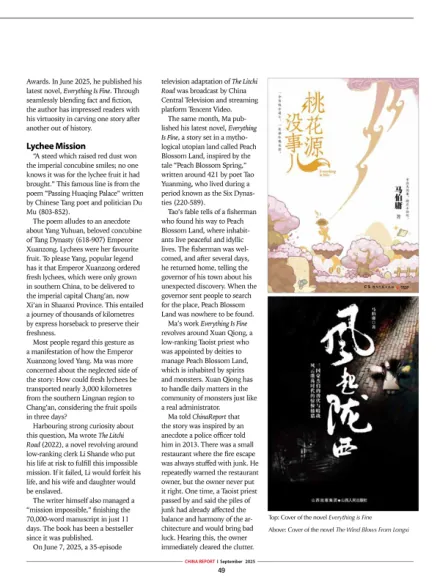 Awards. In June 2025, he published his
latest novel, Everything Is Fine. Through
seamlessly blending fact and fiction,
the author has impressed readers with
his virtuosity in carving one story after
another out of history.
Lychee Mission
"A steed which raised red dust won
the imperial concubine smiles; no one
knows it was for the lychee fruit it had
brought." This famous line is from the
poem "Passing Huaqing Palace" written
by Chinese Tang poet and politician Du
Mu (803-852).
The poem alludes to an anecdote
about Yang Yuhuan, beloved concubine
of Tang Dynasty (618-907) Emperor
Xuanzong. Lychees were her favourite
fruit. To please Yang, popular legend
has it that Emperor Xuanzong ordered
fresh lychees, which were only grown
in southern China, to be delivered to
the imperial capital Chang'an, now
Xi'an in Shaanxi Province. This entailed
a journey of thousands of kilometres
by express horseback to preserve their
freshness.
Most people regard this gesture as
a manifestation of how the Emperor
Xuanzong loved Yang. Ma was more
concerned about the neglected side of
the story: How could fresh lychees be
transported nearly 3,000 kilometres
from the southern Lingnan region to
Chang'an, considering the fruit spoils
in three days?
Harbouring strong curiosity about
this question, Ma wrote The Litchi
Road (2022), a novel revolving around
low-ranking clerk Li Shande who put
his life at risk to fulfill this impossible
mission. If it failed, Li would forfeit his
life, and his wife and daughter would
be enslaved.
The writer himself also managed a
"mission impossible," finishing the
70,000-word manuscript in just 11
days. The book has been a bestseller
since it was published.
On June 7, 2025, a 35-episode
television adaptation of The Litchi
Road was broadcast by China
Central Television and streaming
platform Tencent Video.
The same month, Ma pub-
lished his latest novel, Everything
Is Fine, a story set in a mytho-
logical utopian land called Peach
Blossom Land, inspired by the
tale "Peach Blossom Spring,"
written around 421 by poet Tao
Yuanming, who lived during a
period known as the Six Dynas-
ties (220-589).
Tao's fable tells of a fisherman
who found his way to Peach
Blossom Land, where inhabit-
ants live peaceful and idyllic
lives. The fisherman was wel-
comed, and after several days,
he returned home, telling the
governor of his town about his
unexpected discovery. When the
governor sent people to search
for the place, Peach Blossom
Land was nowhere to be found.
Ma's work Everything Is Fine
revolves around Xuan Qiong, a
low-ranking Taoist priest who
was appointed by deities to
manage Peach Blossom Land,
which is inhabited by spirits
and monsters. Xuan Qiong has
to handle daily matters in the
community of monsters just like
a real administrator.
Ma told ChinaReport that
the story was inspired by an
anecdote a police officer told
him in 2013. There was a small
restaurant where the fire escape
was always stuffed with junk. He
repeatedly warned the restaurant
owner, but the owner never put
it right. One time, a Taoist priest
passed by and said the piles of
junk had already affected the
balance and harmony of the ar-
chitecture and would bring bad
luck. Hearing this, the owner
immediately cleared the clutter.
桃花源
没事儿
马伯庸
著
风起陇西
Top: Cover of the novel Everything is Fine
Above: Cover of the novel The Wind Blows From Longxi
CHINA REPORT | September 2025
49